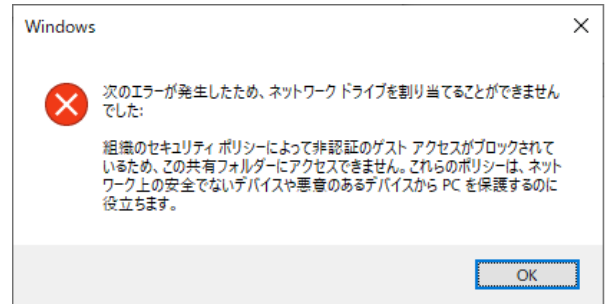 Windows
次のエラーが発生したため、ネットワーク ドライブを割り当てることができません
でした:
組織のセキュリティ ポリシーによって非認証のゲスト アクセスがブロックされて
いるため、この共有フォルダーにアクセスできません。これらのポリシーは、ネット
ワーク上の安全でないデバイスや悪意のあるデバイスから PC を保護するのに
役立ちます。
OK